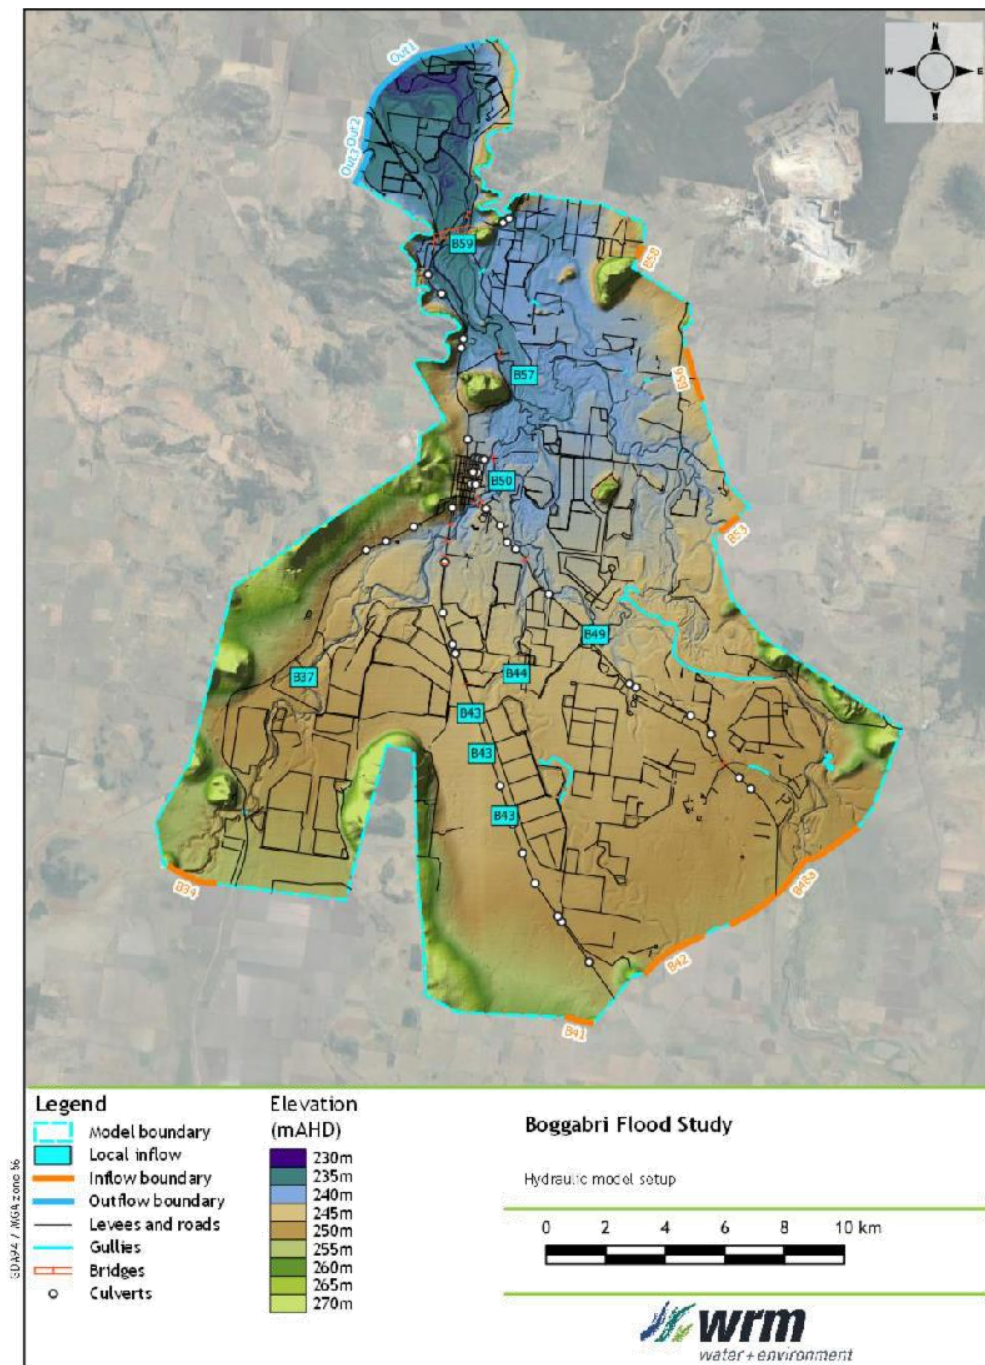 N
W E
S
Out1
Out2
Out3
B59
B58
B57
B56
B50
B53
B49
B37
B44
B43
B43
B43
B34
B48a
B42
B41
Legend
Model boundary
Local inflow
Inflow boundary
Outflow boundary
Levees and roads
Gullies
Bridges
Culverts
Elevation
(mAHD)
230m
235m
240m
245m
250m
255m
260m
265m
270m
Boggabri Flood Study
Hydraulic model setup
0 2 4 6 8 10 km
GDA94 / MGA zone 56
wrm
water + environment